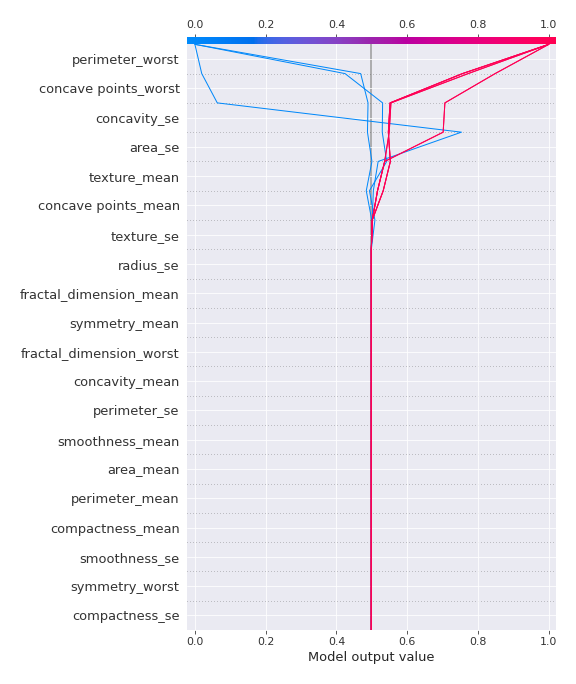 0.0 0.2 0.4 0.6 0.8 1.0
perimeter_worst
concave points_worst
concavity_se
area_se
texture_mean
concave points_mean
texture_se
radius_se
fractal_dimension_mean
symmetry_mean
fractal_dimension_worst
concavity_mean
perimeter_se
smoothness_mean
area_mean
perimeter_mean
compactness_mean
smoothness_se
symmetry_worst
compactness_se
0.0 0.2 0.4 0.6 0.8 1.0
Model output value